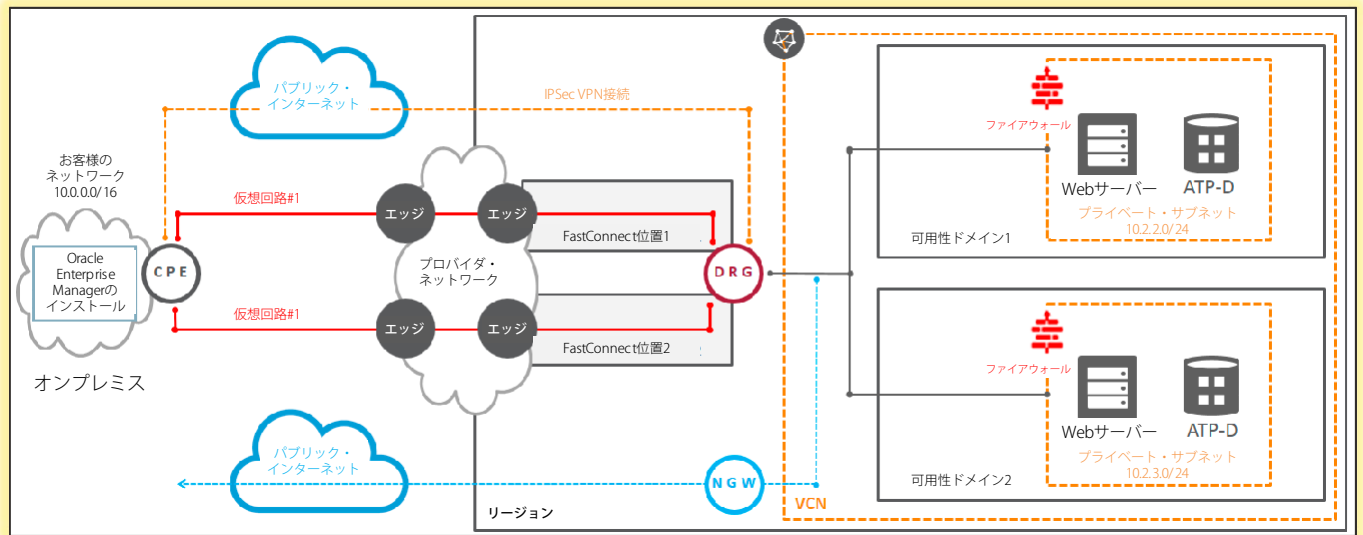 パブリック・
インターネット
IPSec VPN接続
お客様の
ネットワーク
10.0.0.0/16
Oracle
Enterprise
Managerの
インストール
CPE
オンプレミス
仮想回路#1
仮想回路#1
エッジ
エッジ
エッジ
エッジ
プロバイダ・
ネットワーク
FastConnect位置1
FastConnect位置2
DRG
ファイアウォール
Webサーバー
ATP-D
プライベート・サブネット
10.2.2.0/24
可用性ドメイン1
ファイアウォール
Webサーバー
ATP-D
プライベート・サブネット
10.2.3.0/24
可用性ドメイン2
パブリック・
インターネット
NGW
VCN
リージョン